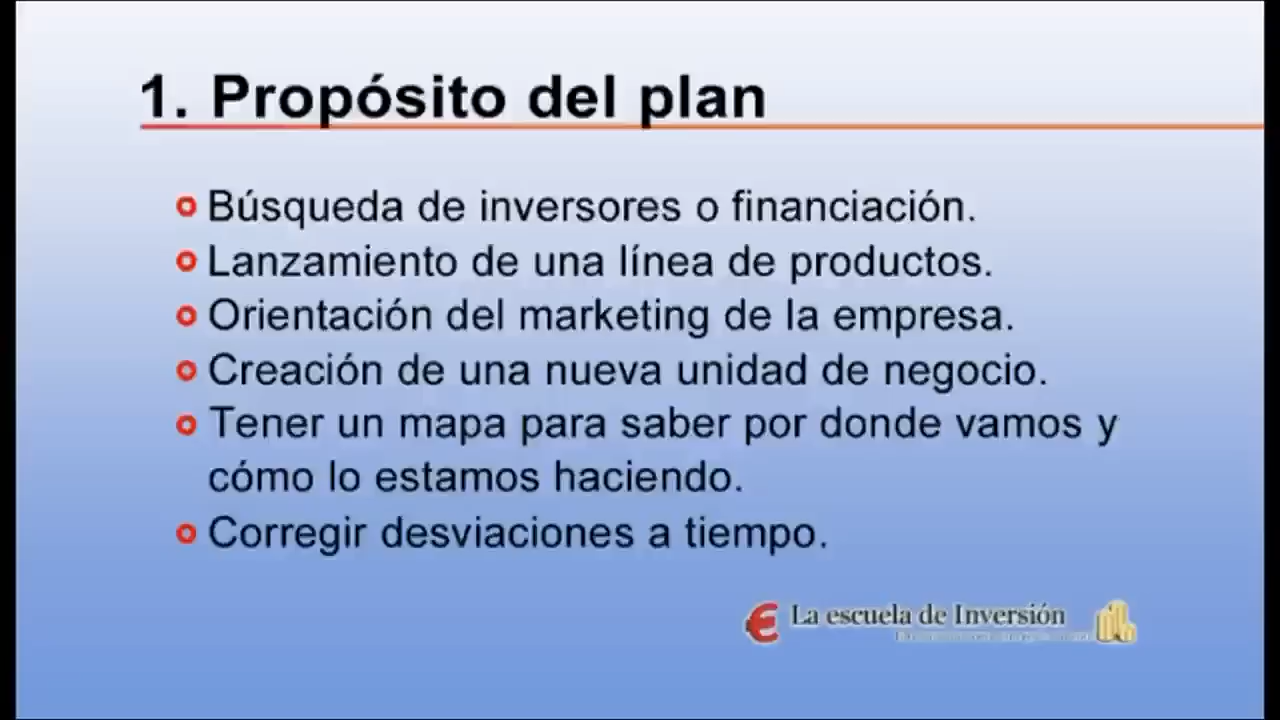 1. Propósito del plan
Búsqueda de inversores o financiación.
Lanzamiento de una línea de productos.
Orientación del marketing de la empresa.
Creación de una nueva unidad de negocio.
Tener un mapa para saber por donde vamos y
cómo lo estamos haciendo.
Corregir desviaciones a tiempo.
€ La escuela de Inversión